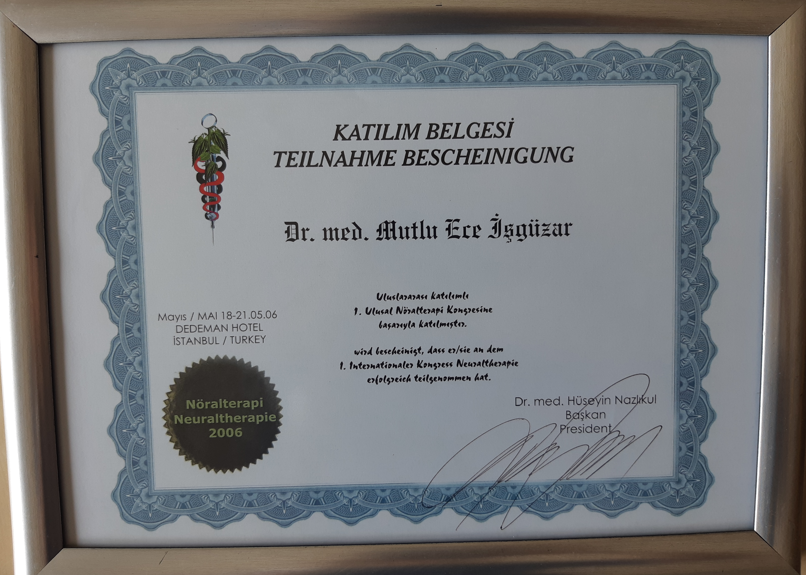 KATILIM BELGESİ
TEILNAHME BESCHEINIGUNG
Dr. med. Mutlu Ece İşgüzar
Uluslararası katılımla
1. Ulusal Nöralterapi Kongresine
başarıyla katılmıştır.
Mayıs / MAI 18-21.05.06
DEDEMAN HOTEL
İSTANBUL / TURKEY
wird bescheinigt, dass er/sie an dem
1. Internationaler Kongress Neuraltherapie
erfolgreich teilgenommen hat.
Nöralterapi
Neuraltherapie
2006
Dr. med. Hüseyin Nazlıkul
Başkan
President